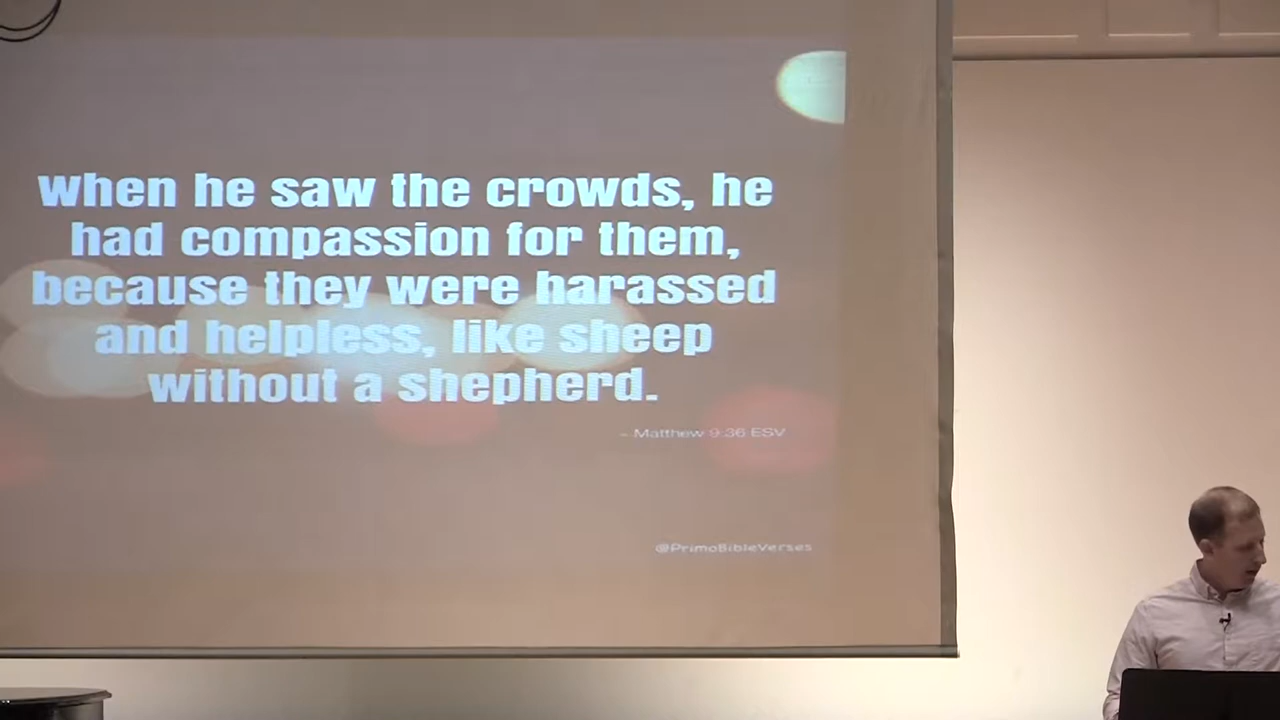 When he saw the crowds, he
had compassion for them,
because they were harassed
and helpless, like sheep
without a shepherd.
- Matthew 9:36 ESV
@PrimoBibleVerses